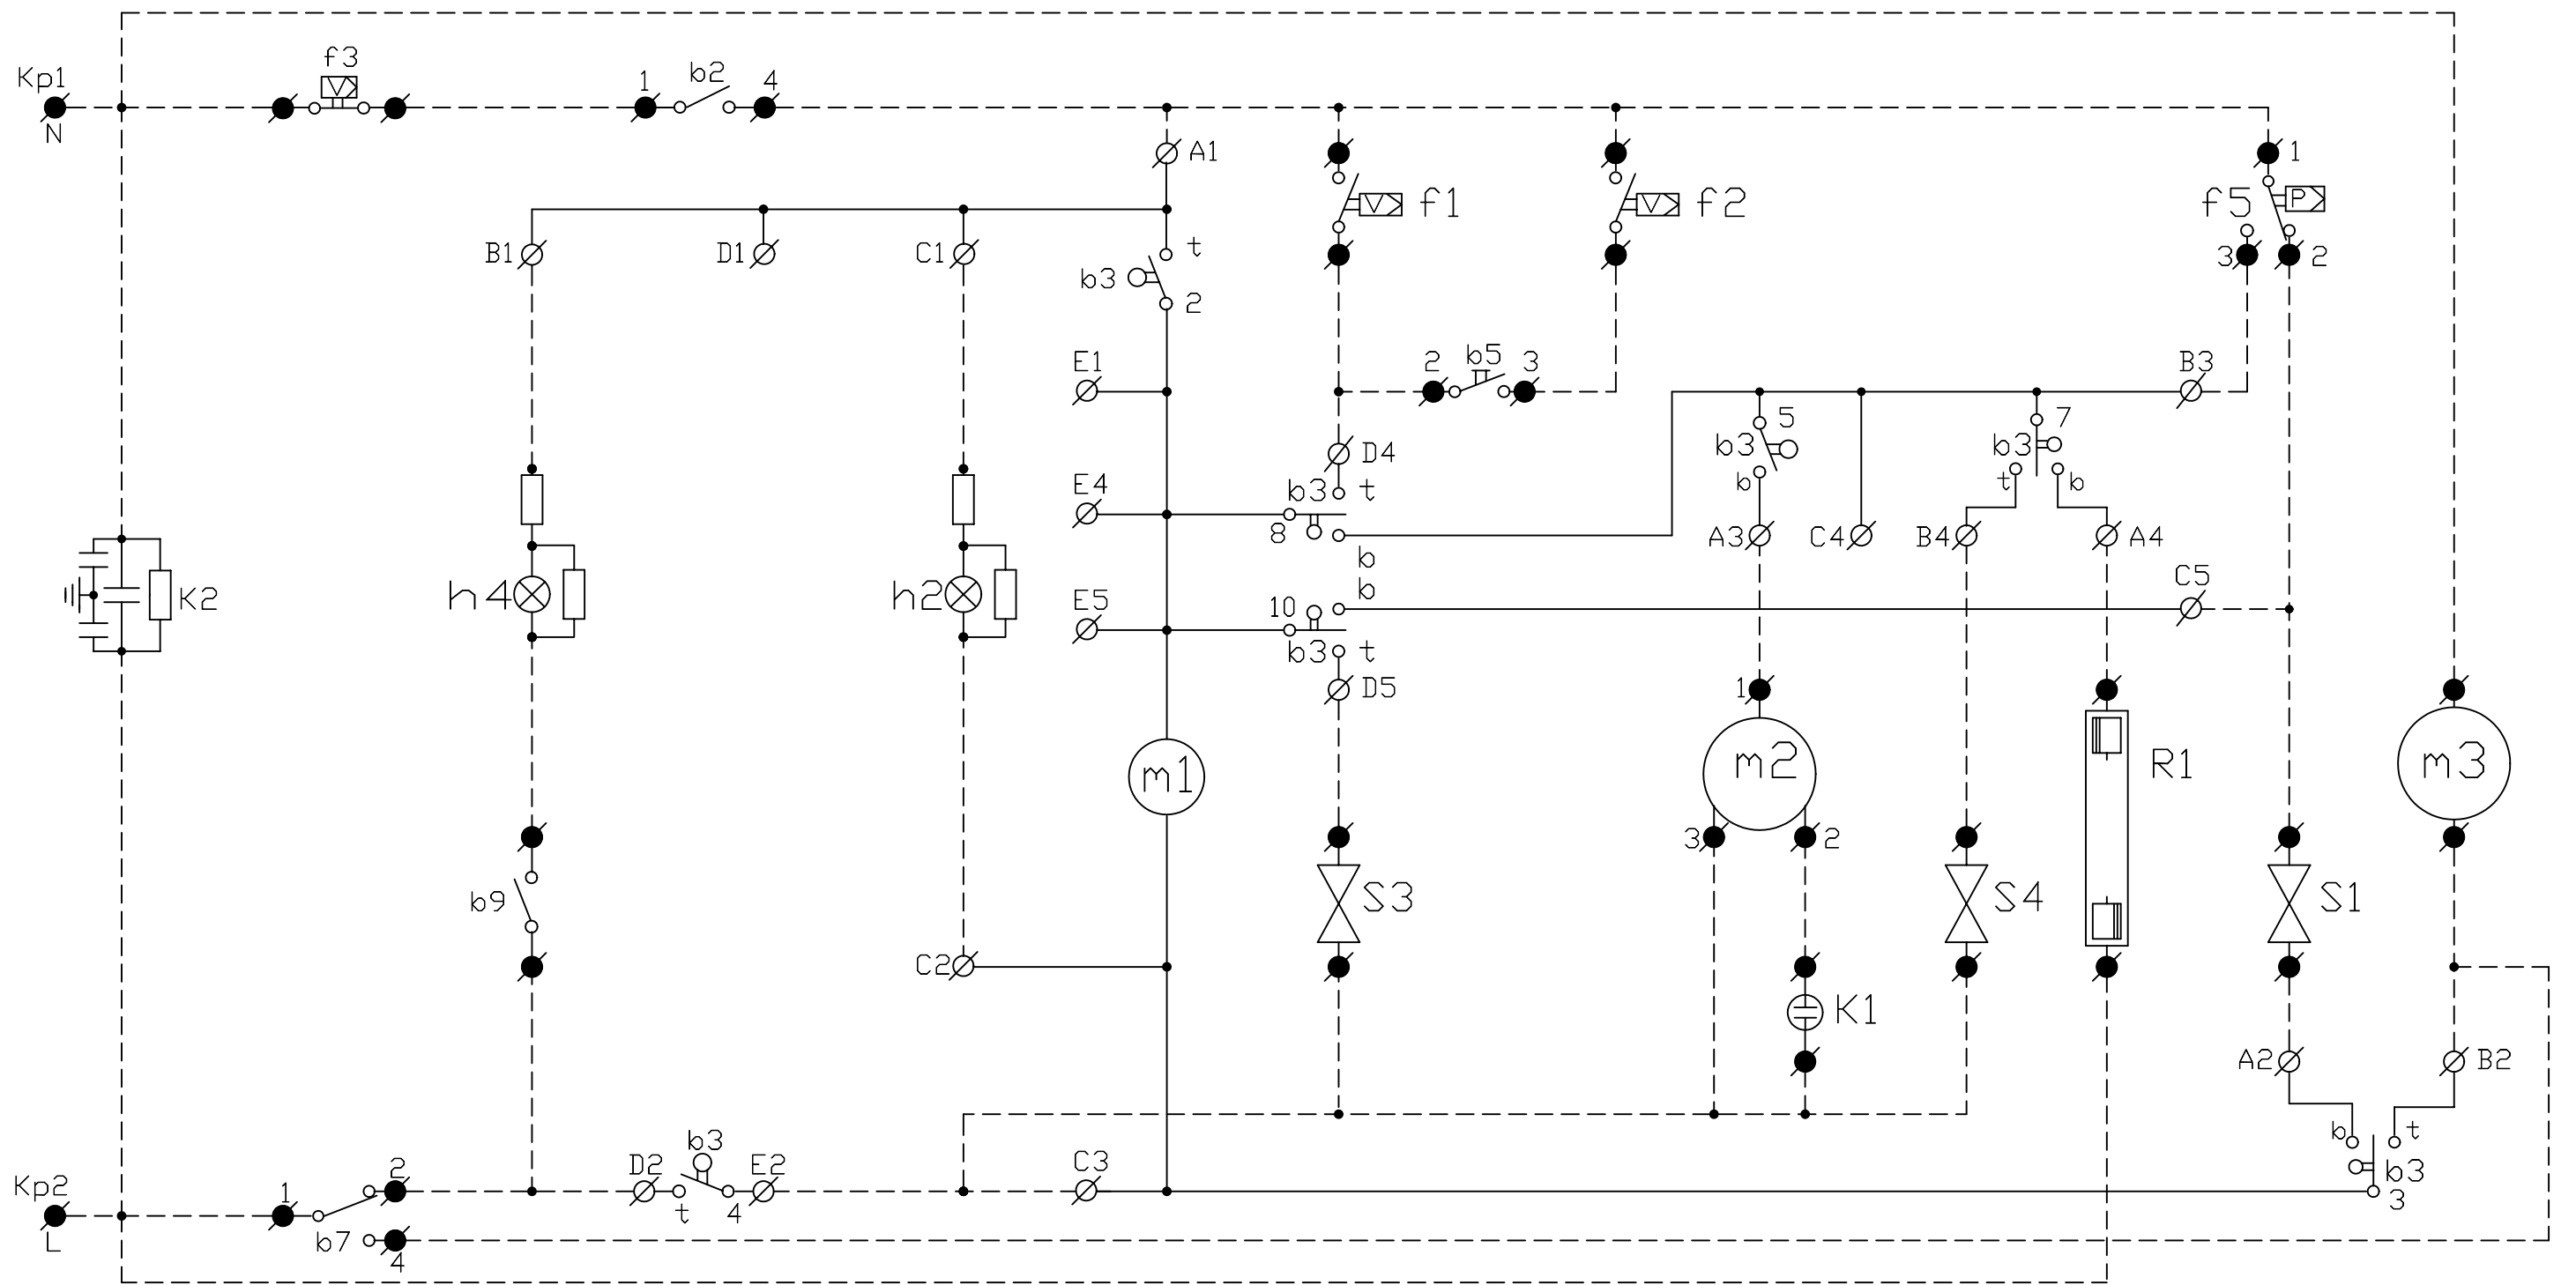 f3
Kp1
1 b2 4
N
A1
1
f1 f2 f5
P
B1 D1 C1
t
b3
2
3 2
E1
2 b5 3
B3
5
7
b3 b3
D4
b t b
E4
b3 t
8
b
A3 C4 B4 A4
h4 h2
K2
E5
10
b
C5
b3 t
D5
1
m1
m2
R1
m3
3 2
b9
S3
S4
S1
C2
K1
A2 B2
b t
b3
3
Kp2
L
1
2
b7
4
D2 b3 E2
t 4
C3